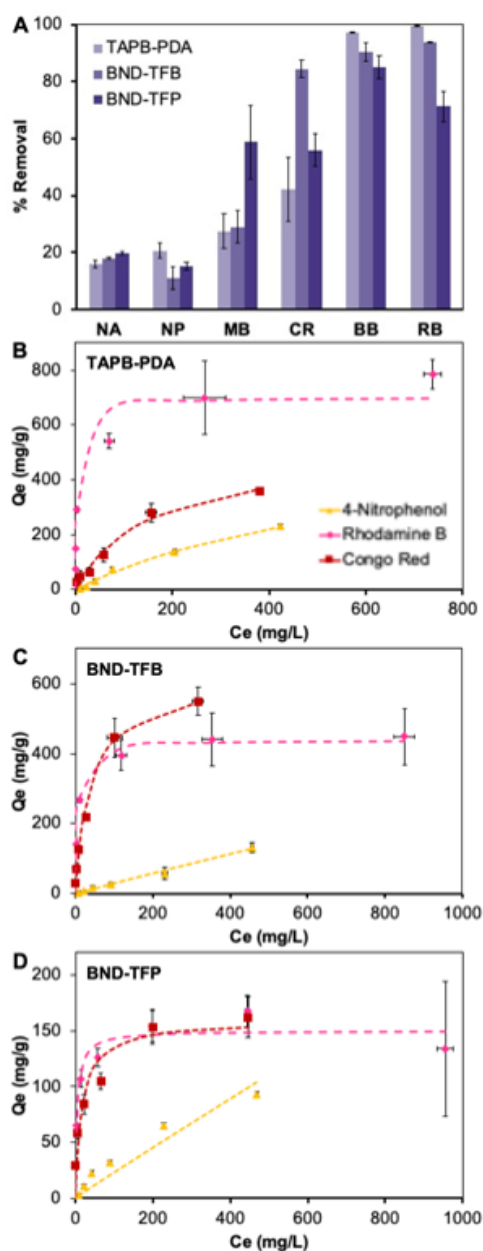 A
TAPB-PDA
BND-TFB
BND-TFP
% Removal
100
80
60
40
20
0
NA NP MB CR BB RB
B
TAPB-PDA
Qe (mg/g)
800
600
400
200
0
4-Nitrophenol
Rhodamine B
Congo Red
0 200 400 600 800
Ce (mg/L)
C
BND-TFB
Qe (mg/g)
600
400
200
0
0 200 400 600 800 1000
Ce (mg/L)
D
BND-TFP
Qe (mg/g)
200
150
100
50
0
0 200 400 600 800 1000
Ce (mg/L)